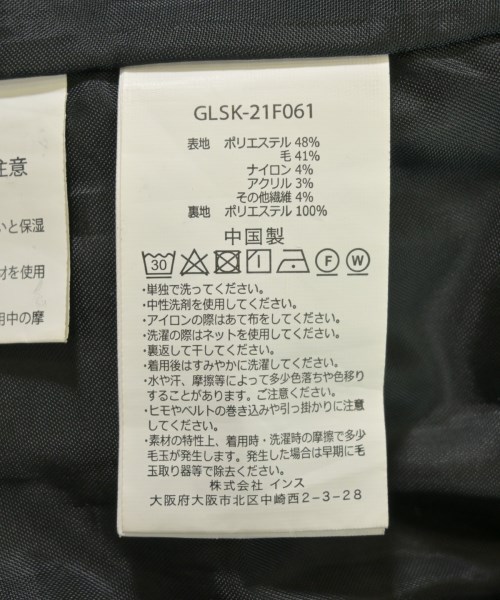 GLSK-21F061
表地 ポリエステル 48%
毛 41%
ナイロン 4%
アクリル 3%
その他繊維 4%
裏地 ポリエステル 100%
中国製
30 F W
・単独で洗ってください。
・中性洗剤を使用してください。
・アイロンの際はあて布をしてください。
・洗濯の際はネットを使用してください。
・裏返して干してください。
・着用後はすみやかに洗濯してください。
・水や汗、摩擦等によって多少色落ちや色移り
することがあります。ご注意ください。
・ヒモやベルトの巻き込みや引っ掛かりに注意
してください。
・素材の特性上、着用時・洗濯時の摩擦で多少
毛玉が発生します。発生した場合は早期に毛
玉取り器等で除去ください。
株式会社 インス
大阪府大阪市北区中崎西2-3-28
注意
いと保湿
材を使用
用中の摩